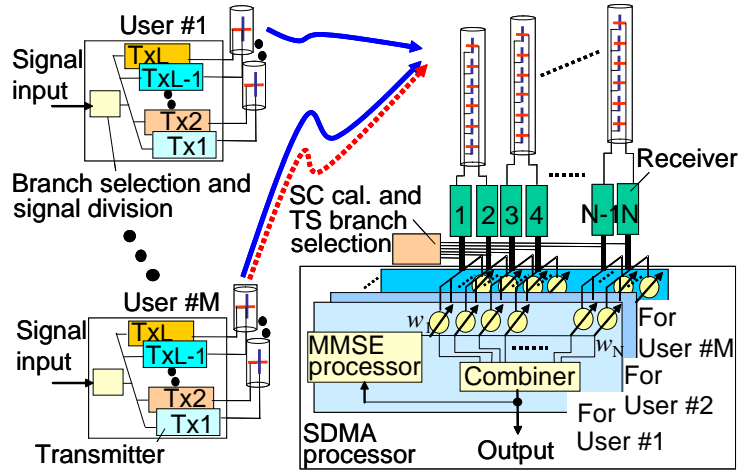 User #1
TxL
TxL-1
Tx2
Tx1
Signal
input
Branch selection and
signal division
User #M
TxL
TxL-1
Tx2
Tx1
Signal
input
Transmitter
Receiver
SC cal. and
TS branch
selection
1
2
3
4
N-1
N
w
w_N
MMSE
processor
Combiner
For
User #M
For
User #2
For
User #1
SDMA
processor
Output